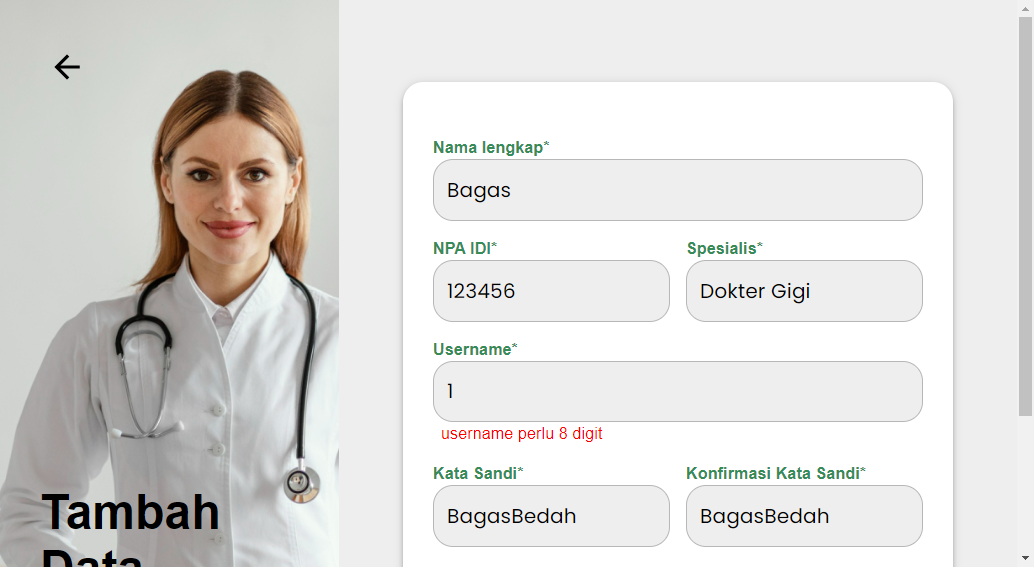 Nama lengkap*
Bagas
NPA IDI* Spesialis*
123456 Dokter Gigi
Username*
1
username perlu 8 digit
Kata Sandi* Konfirmasi Kata Sandi*
BagasBedah BagasBedah
Tambah
Data